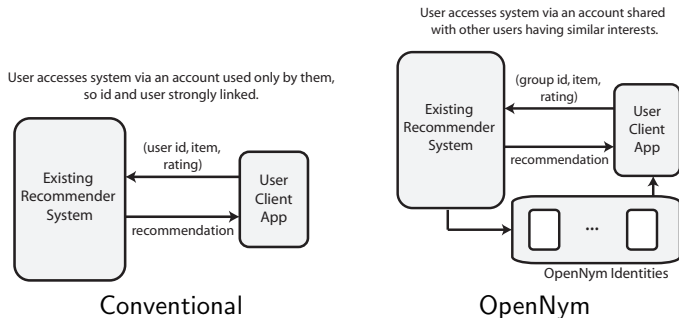 User accesses system via an account used only by them,
so id and user strongly linked.
Existing
Recommender
System
(user id, item,
rating)
recommendation
User
Client
App
Conventional
User accesses system via an account shared
with other users having similar interests.
Existing
Recommender
System
(group id, item,
rating)
recommendation
User
Client
App
...
OpenNym Identities
OpenNym